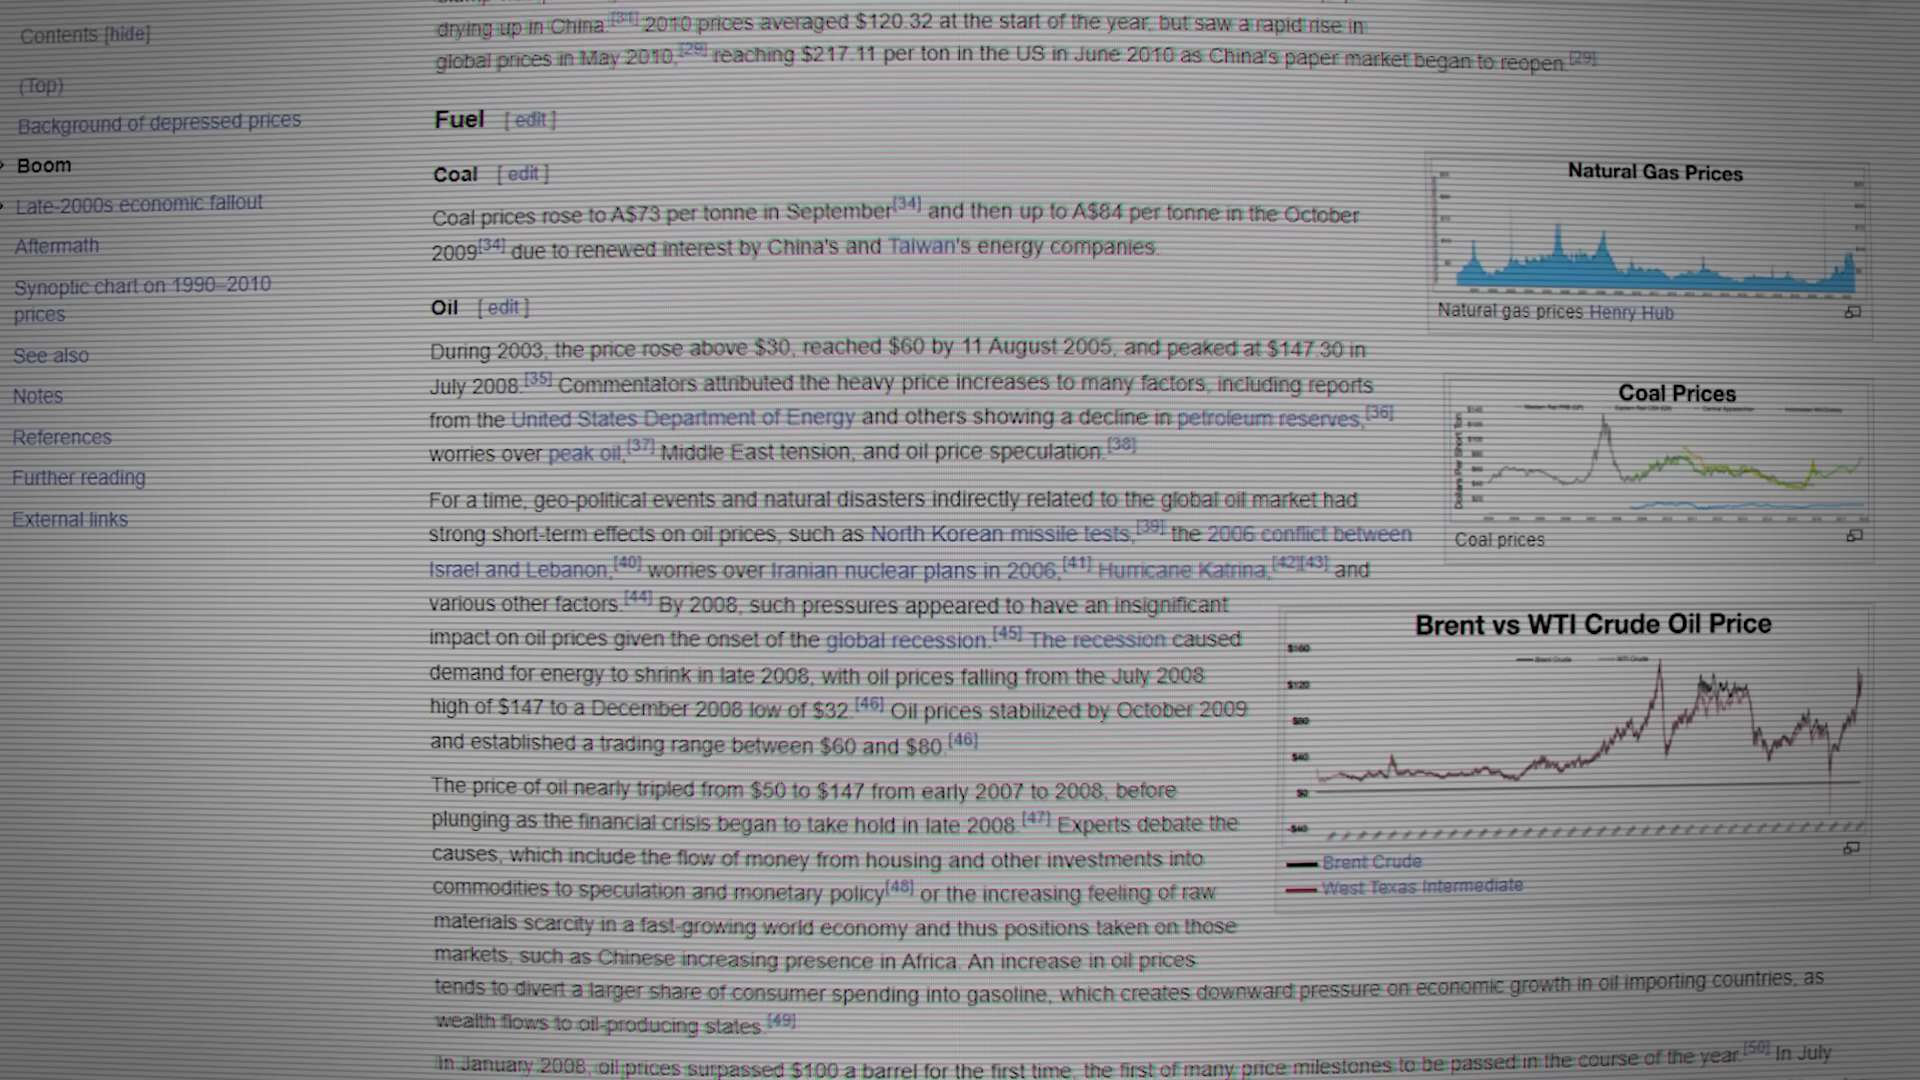 Contents [hide]
(Top)
Background of depressed prices
Boom
Late-2000s economic fallout
Aftermath
Synoptic chart on 1990–2010
prices
See also
Notes
References
Further reading
External links
drying up in China.[31] 2010 prices averaged $120.32 at the start of the year, but saw a rapid rise in
global prices in May 2010,[29] reaching $217.11 per ton in the US in June 2010 as China's paper market began to reopen.[29]
Fuel [ edit ]
Coal [ edit ]
Coal prices rose to A$73 per tonne in September[34] and then up to A$84 per tonne in the October
2009[34] due to renewed interest by China's and Taiwan's energy companies.
Oil [ edit ]
During 2003, the price rose above $30, reached $60 by 11 August 2005, and peaked at $147.30 in
July 2008.[35] Commentators attributed the heavy price increases to many factors, including reports
from the United States Department of Energy and others showing a decline in petroleum reserves,[36]
worries over peak oil,[37] Middle East tension, and oil price speculation.[38]
For a time, geo-political events and natural disasters indirectly related to the global oil market had
strong short-term effects on oil prices, such as North Korean missile tests,[39] the 2006 conflict between
Israel and Lebanon,[40] worries over Iranian nuclear plans in 2006,[41] Hurricane Katrina,[42][43] and
various other factors.[44] By 2008, such pressures appeared to have an insignificant
impact on oil prices given the onset of the global recession.[45] The recession caused
demand for energy to shrink in late 2008, with oil prices falling from the July 2008
high of $147 to a December 2008 low of $32.[46] Oil prices stabilized by October 2009
and established a trading range between $60 and $80.[46]
The price of oil nearly tripled from $50 to $147 from early 2007 to 2008, before
plunging as the financial crisis began to take hold in late 2008.[47] Experts debate the
causes, which include the flow of money from housing and other investments into
commodities to speculation and monetary policy[48] or the increasing feeling of raw
materials scarcity in a fast-growing world economy and thus positions taken on those
markets, such as Chinese increasing presence in Africa. An increase in oil prices
tends to divert a larger share of consumer spending into gasoline, which creates downward pressure on economic growth in oil importing countries, as
wealth flows to oil-producing states.[49]
In January 2008, oil prices surpassed $100 a barrel for the first time, the first of many price milestones to be passed in the course of the year.[50] In July
Natural Gas Prices
Natural gas prices Henry Hub
Coal Prices
Dollars Per Short Ton
Coal prices
Brent vs WTI Crude Oil Price
Brent Crude WTI Crude
$160
$120
$80
$40
$0
-$40
Brent Crude
West Texas Intermediate